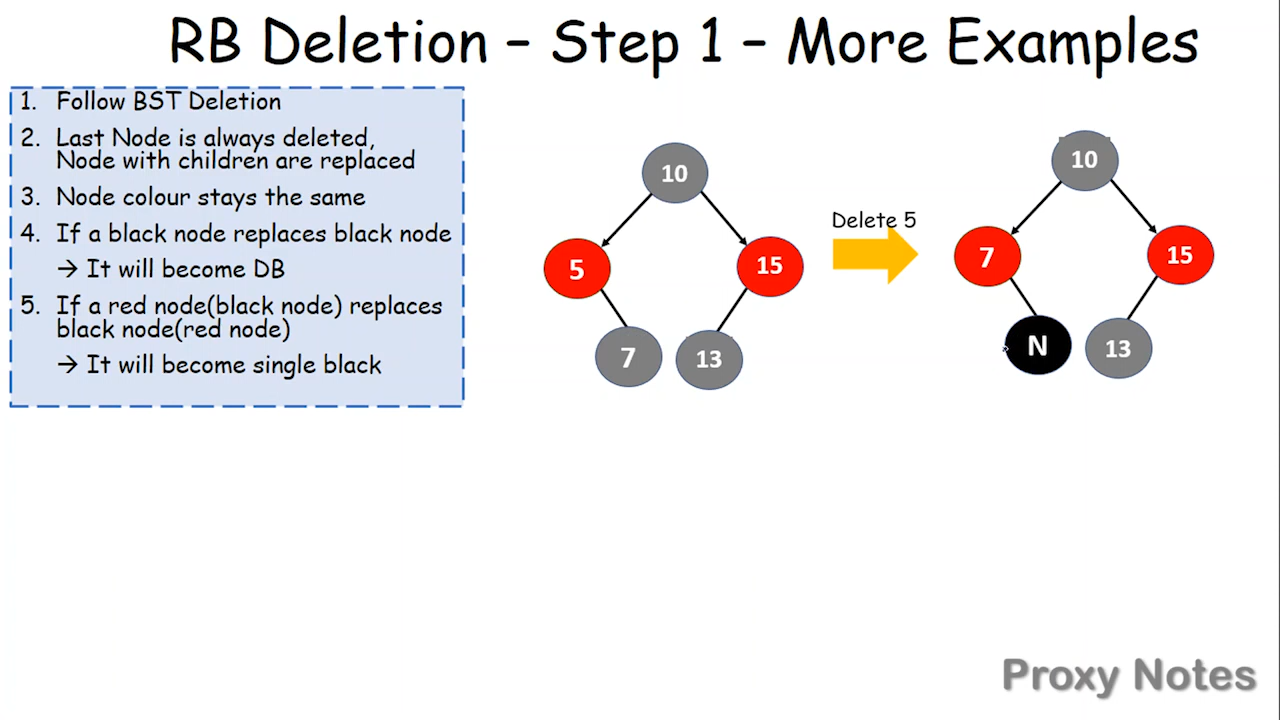 RB Deletion – Step 1 – More Examples
1. Follow BST Deletion
2. Last Node is always deleted,
Node with children are replaced
3. Node colour stays the same
4. If a black node replaces black node
→ It will become DB
5. If a red node(black node) replaces
black node(red node)
→ It will become single black
10
5
15
7
13
Delete 5
10
7
15
N
13
Proxy Notes